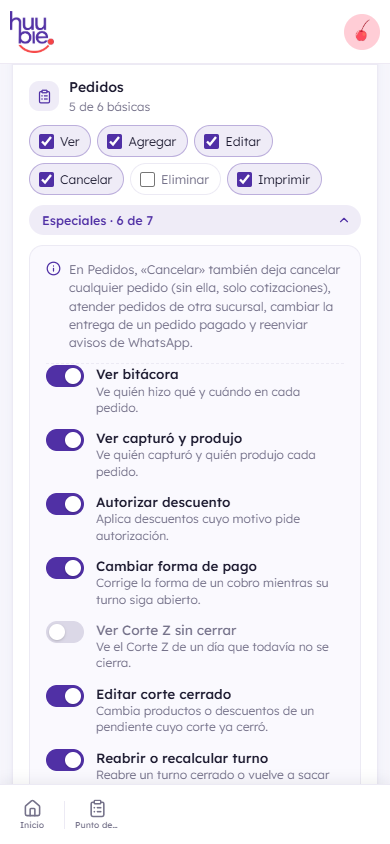 huu
bie.
Pedidos
5 de 6 básicas
Ver
Agregar
Editar
Cancelar
Eliminar
Imprimir
Especiales · 6 de 7
En Pedidos, «Cancelar» también deja cancelar
cualquier pedido (sin ella, solo cotizaciones),
atender pedidos de otra sucursal, cambiar la
entrega de un pedido pagado y reenviar
avisos de WhatsApp.
Ver bitácora
Ve quién hizo qué y cuándo en cada
pedido.
Ver capturó y produjo
Ve quién capturó y quién produjo cada
pedido.
Autorizar descuento
Aplica descuentos cuyo motivo pide
autorización.
Cambiar forma de pago
Corrige la forma de un cobro mientras su
turno siga abierto.
Ver Corte Z sin cerrar
Ve el Corte Z de un día que todavía no se
cierra.
Editar corte cerrado
Cambia productos o descuentos de un
pendiente cuyo corte ya cerró.
Reabrir o recalcular turno
Reabre un turno cerrado o vuelve a sacar
Inicio
Punto de...